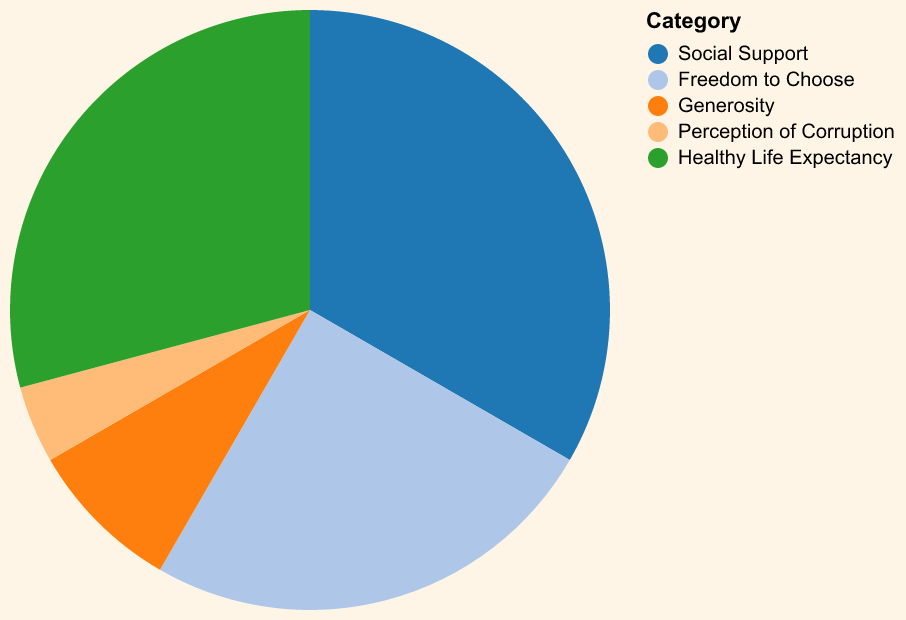 Category
Social Support
Freedom to Choose
Generosity
Perception of Corruption
Healthy Life Expectancy